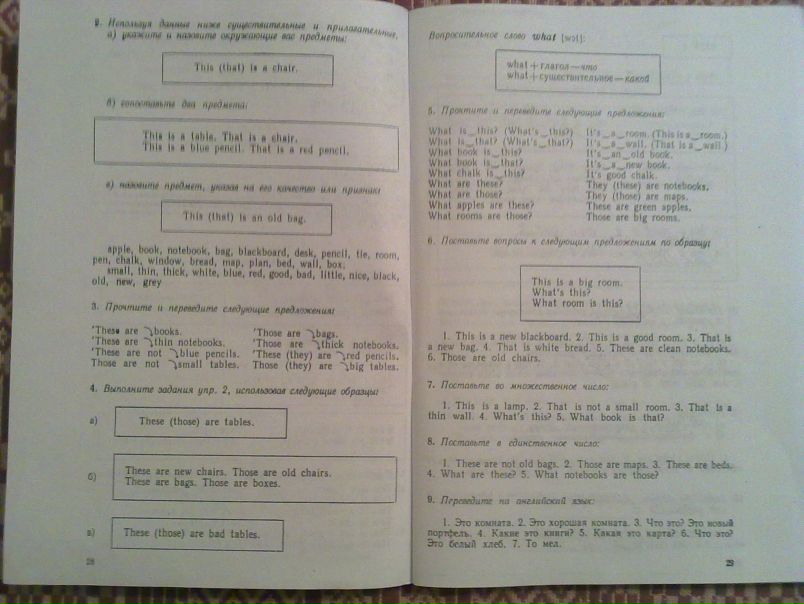 2. Используя данные ниже существительные и прилагательные,
а) укажите и назовите окружающие вас предметы:
This (that) is a chair.
б) сопоставьте два предмета:
This is a table. That is a chair.
This is a blue pencil. That is a red pencil.
в) назовите предмет, указав на его качество или признак:
This (that) is an old bag.
apple, book, notebook, bag, blackboard, desk, pencil, tie, room,
pen, chalk, window, bread, map, plan, bed, wall, box;
small, thin, thick, white, blue, red, good, bad, little, nice, black,
old, new, grey
3. Прочтите и переведите следующие предложения:
'These are ⤵books. 'Those are ⤵bags.
'These are ⤵thin notebooks. 'Those are ⤵thick notebooks.
'These are not ⤵blue pencils. 'These (they) are ⤵red pencils.
Those are not ⤵small tables. Those (they) are ⤵big tables.
4. Выполните задания упр. 2, использовав следующие образцы:
а) These (those) are tables.
б) These are new chairs. Those are old chairs.
These are bags. Those are boxes.
в) These (those) are bad tables.
28
Вопросительное слово what [wɔt]:
what + глагол — что
what + существительное — какой
5. Прочтите и переведите следующие предложения:
What is‿this? (What's‿this?) It's‿a‿room. (This is a‿room.)
What is‿that? (What's‿that?) It's‿a‿wall. (That is a‿wall.)
What book is‿this? It's‿an‿old book.
What book is‿that? It's‿a‿new book.
What chalk is‿this? It's good chalk.
What are these? They (these) are notebooks.
What are those? They (those) are maps.
What apples are these? These are green apples.
What rooms are those? Those are big rooms.
6. Поставьте вопросы к следующим предложениям по образцу:
This is a big room.
What's this?
What room is this?
1. This is a new blackboard. 2. This is a good room. 3. That is
a new bag. 4. That is white bread. 5. These are clean notebooks.
6. Those are old chairs.
7. Поставьте во множественное число:
1. This is a lamp. 2. That is not a small room. 3. That is a
thin wall. 4. What's this? 5. What book is that?
8. Поставьте в единственное число:
1. These are not old bags. 2. Those are maps. 3. These are beds.
4. What are these? 5. What notebooks are those?
9. Переведите на английский язык:
1. Это комната. 2. Это хорошая комната. 3. Что это? Это новый
портфель. 4. Какие это книги? 5. Какая это карта? 6. Что это?
Это белый хлеб. 7. То мел.
29